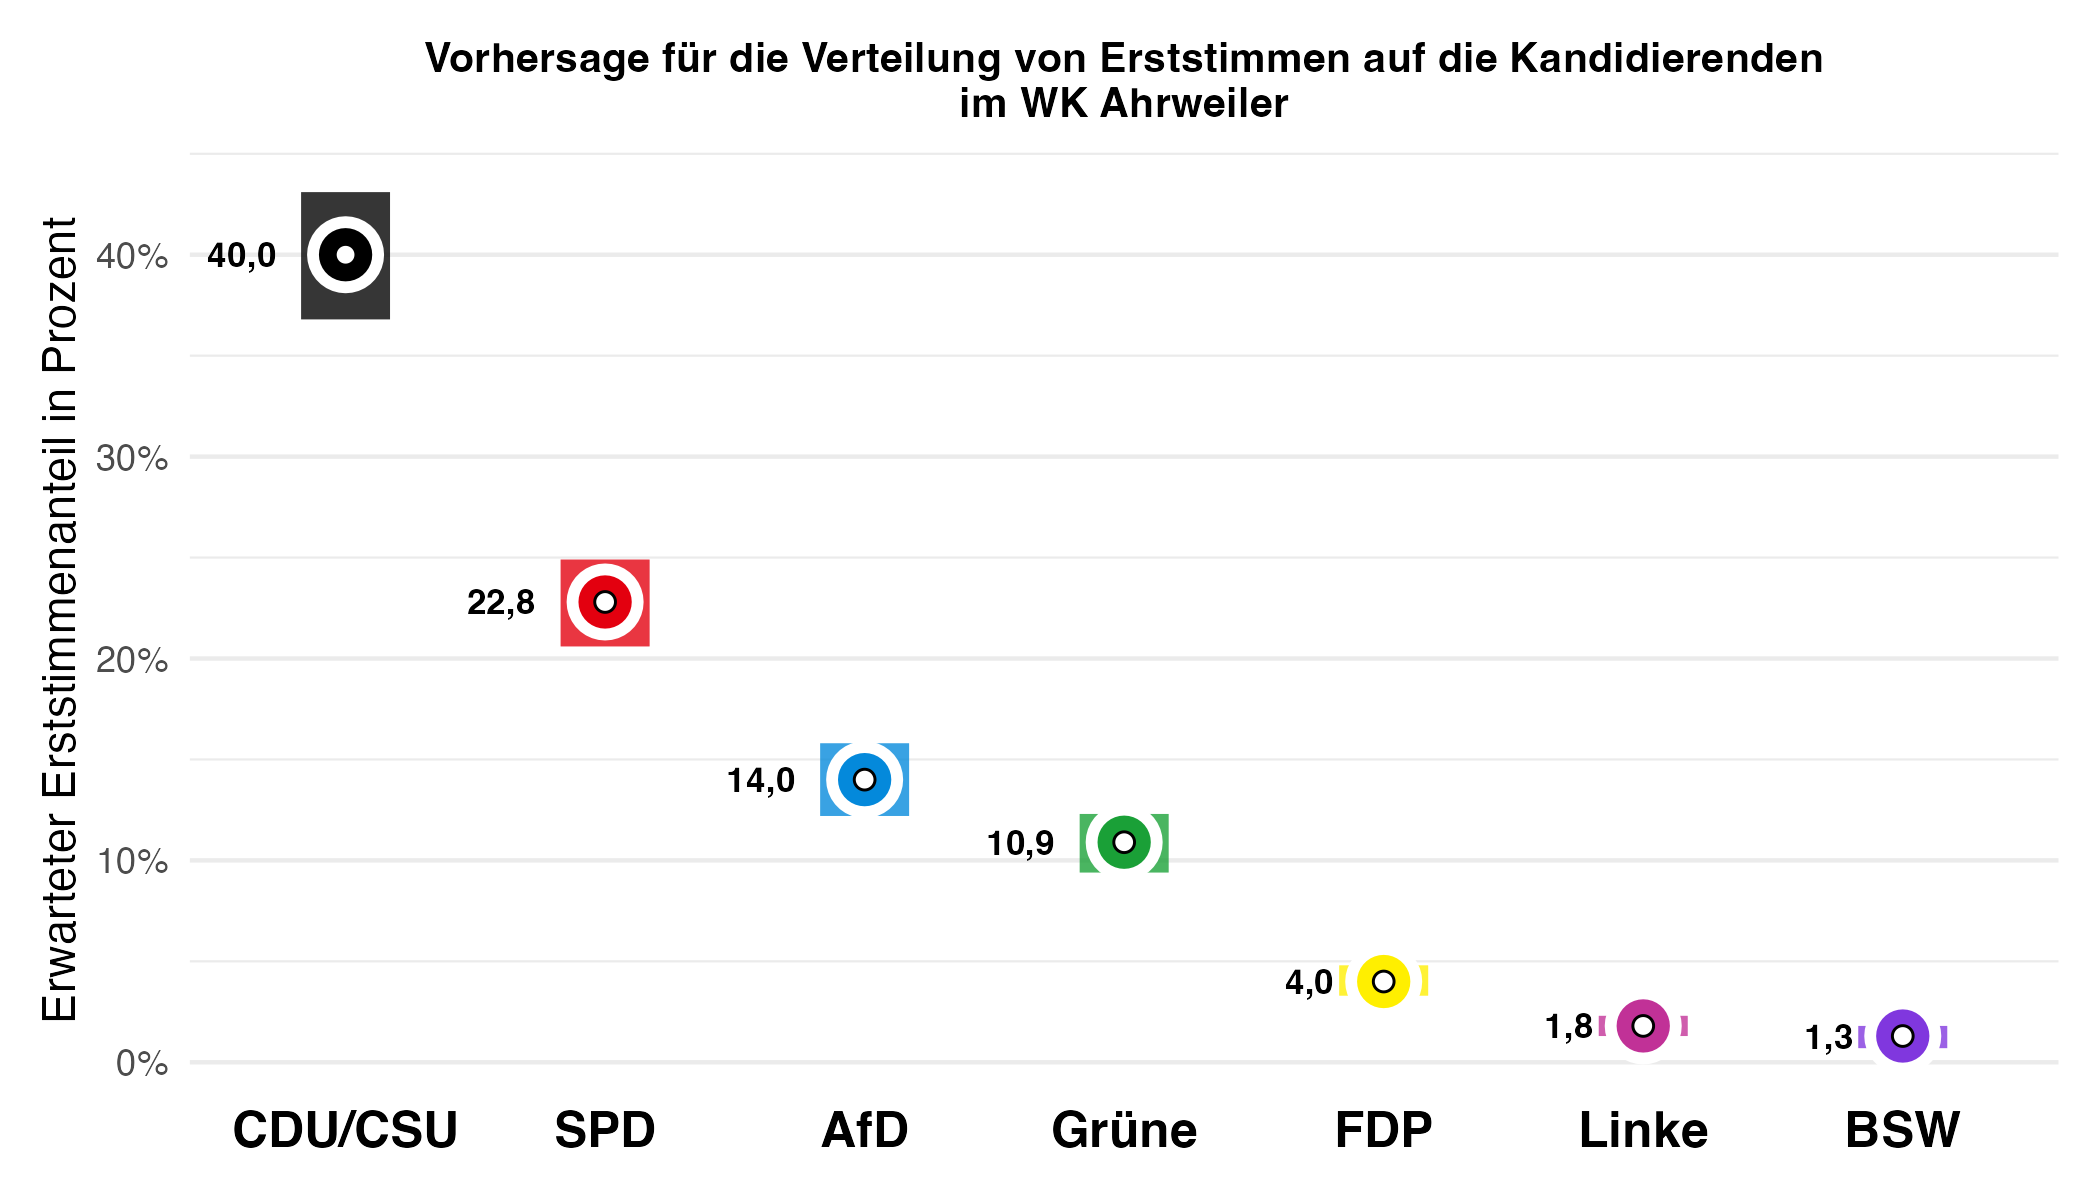 Vorhersage für die Verteilung von Erststimmen auf die Kandidierenden
im WK Ahrweiler
Erwarteter Erststimmenanteil in Prozent
40%
30%
20%
10%
0%
40,0
22,8
14,0
10,9
4,0
1,8
1,3
CDU/CSU
SPD
AfD
Grüne
FDP
Linke
BSW